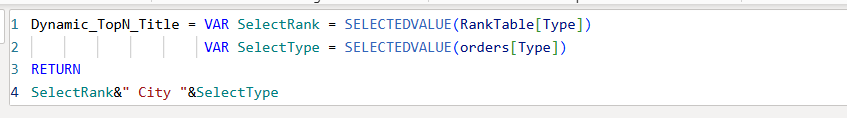 1 Dynamic_TopN_Title = VAR SelectRank = SELECTEDVALUE(RankTable[Type])
2 VAR SelectType = SELECTEDVALUE(orders[Type])
3 RETURN
4 SelectRank&" City "&SelectType